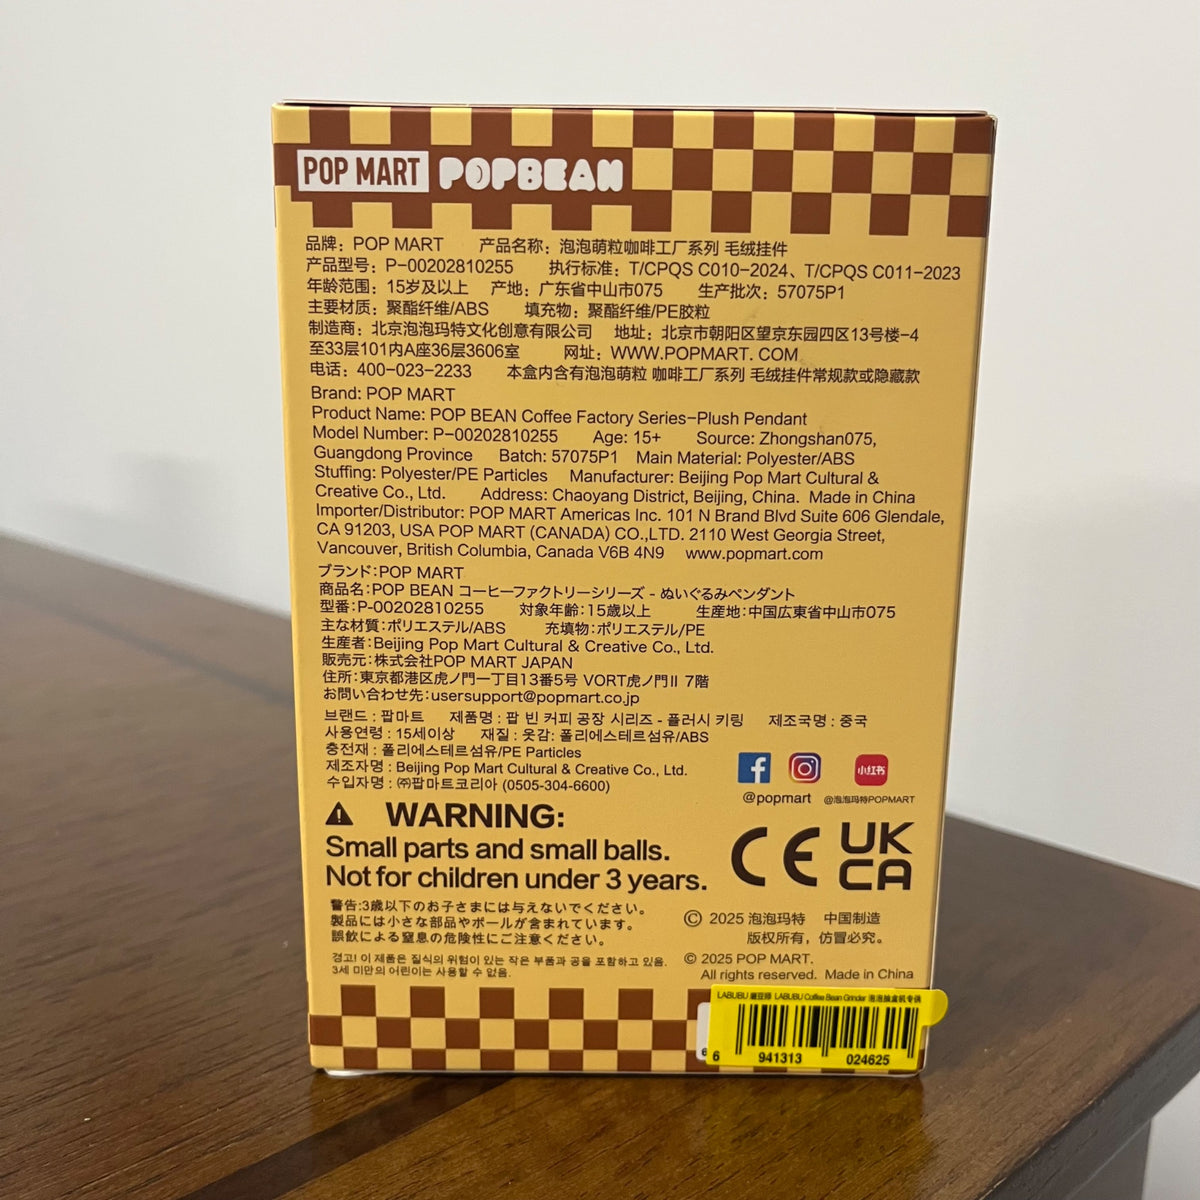 POP MART POPBEAN
品牌：POP MART 产品名称：泡泡萌粒咖啡工厂系列 毛绒挂件
产品型号：P-00202810255 执行标准：T/CPQS C010-2024、T/CPQS C011-2023
年龄范围：15岁及以上 产地：广东省中山市075 生产批次：57075P1
主要材质：聚酯纤维/ABS 填充物：聚酯纤维/PE胶粒
制造商：北京泡泡玛特文化创意有限公司 地址：北京市朝阳区望京东园四区13号楼-4
至33层101内A座36层3606室 网址：WWW.POPMART. COM
电话：400-023-2233 本盒内含有泡泡萌粒 咖啡工厂系列 毛绒挂件常规款或隐藏款
Brand: POP MART
Product Name: POP BEAN Coffee Factory Series-Plush Pendant
Model Number: P-00202810255 Age: 15+ Source: Zhongshan075,
Guangdong Province Batch: 57075P1 Main Material: Polyester/ABS
Stuffing: Polyester/PE Particles Manufacturer: Beijing Pop Mart Cultural &
Creative Co., Ltd. Address: Chaoyang District, Beijing, China. Made in China
Importer/Distributor: POP MART Americas Inc. 101 N Brand Blvd Suite 606 Glendale,
CA 91203, USA POP MART (CANADA) CO.,LTD. 2110 West Georgia Street,
Vancouver, British Columbia, Canada V6B 4N9 www.popmart.com
ブランド：POP MART
商品名：POP BEAN コーヒーファクトリーシリーズ - ぬいぐるみペンダント
型番：P-00202810255 対象年齢：15歳以上 生産地：中国広東省中山市075
主な材質：ポリエステル/ABS 充填物：ポリエステル/PE
生産者：Beijing Pop Mart Cultural & Creative Co., Ltd.
販売元：株式会社POP MART JAPAN
住所：東京都港区虎ノ門一丁目13番5号 VORT虎ノ門II 7階
お問い合わせ先：usersupport@popmart.co.jp
브랜드 : 팝마트 제품명 : 팝 빈 커피 공장 시리즈 - 플러시 키링 제조국명 : 중국
사용연령 : 15세이상 재질 : 옷감: 폴리에스테르섬유/ABS
충전재 : 폴리에스테르섬유/PE Particles
제조자명 : Beijing Pop Mart Cultural & Creative Co., Ltd.
수입자명 : ㈜팝마트코리아 (0505-304-6600)
小红书
@popmart @泡泡玛特POPMART
WARNING:
Small parts and small balls.
Not for children under 3 years.
CE UK
CA
警告：3歳以下のお子さまには与えないでください。
製品には小さな部品やボールが含まれています。
誤飲による窒息の危険性にご注意ください。
경고! 이 제품은 질식의 위험이 있는 작은 부품과 공을 포함하고 있음.
3세 미만의 어린이는 사용할 수 없음.
© 2025 泡泡玛特 中国制造
版权所有，仿冒必究。
© 2025 POP MART.
All rights reserved. Made in China
LABUBU 磨豆师 LABUBU Coffee Bean Grinder 泡泡抽盒机专供
6 941313 024625